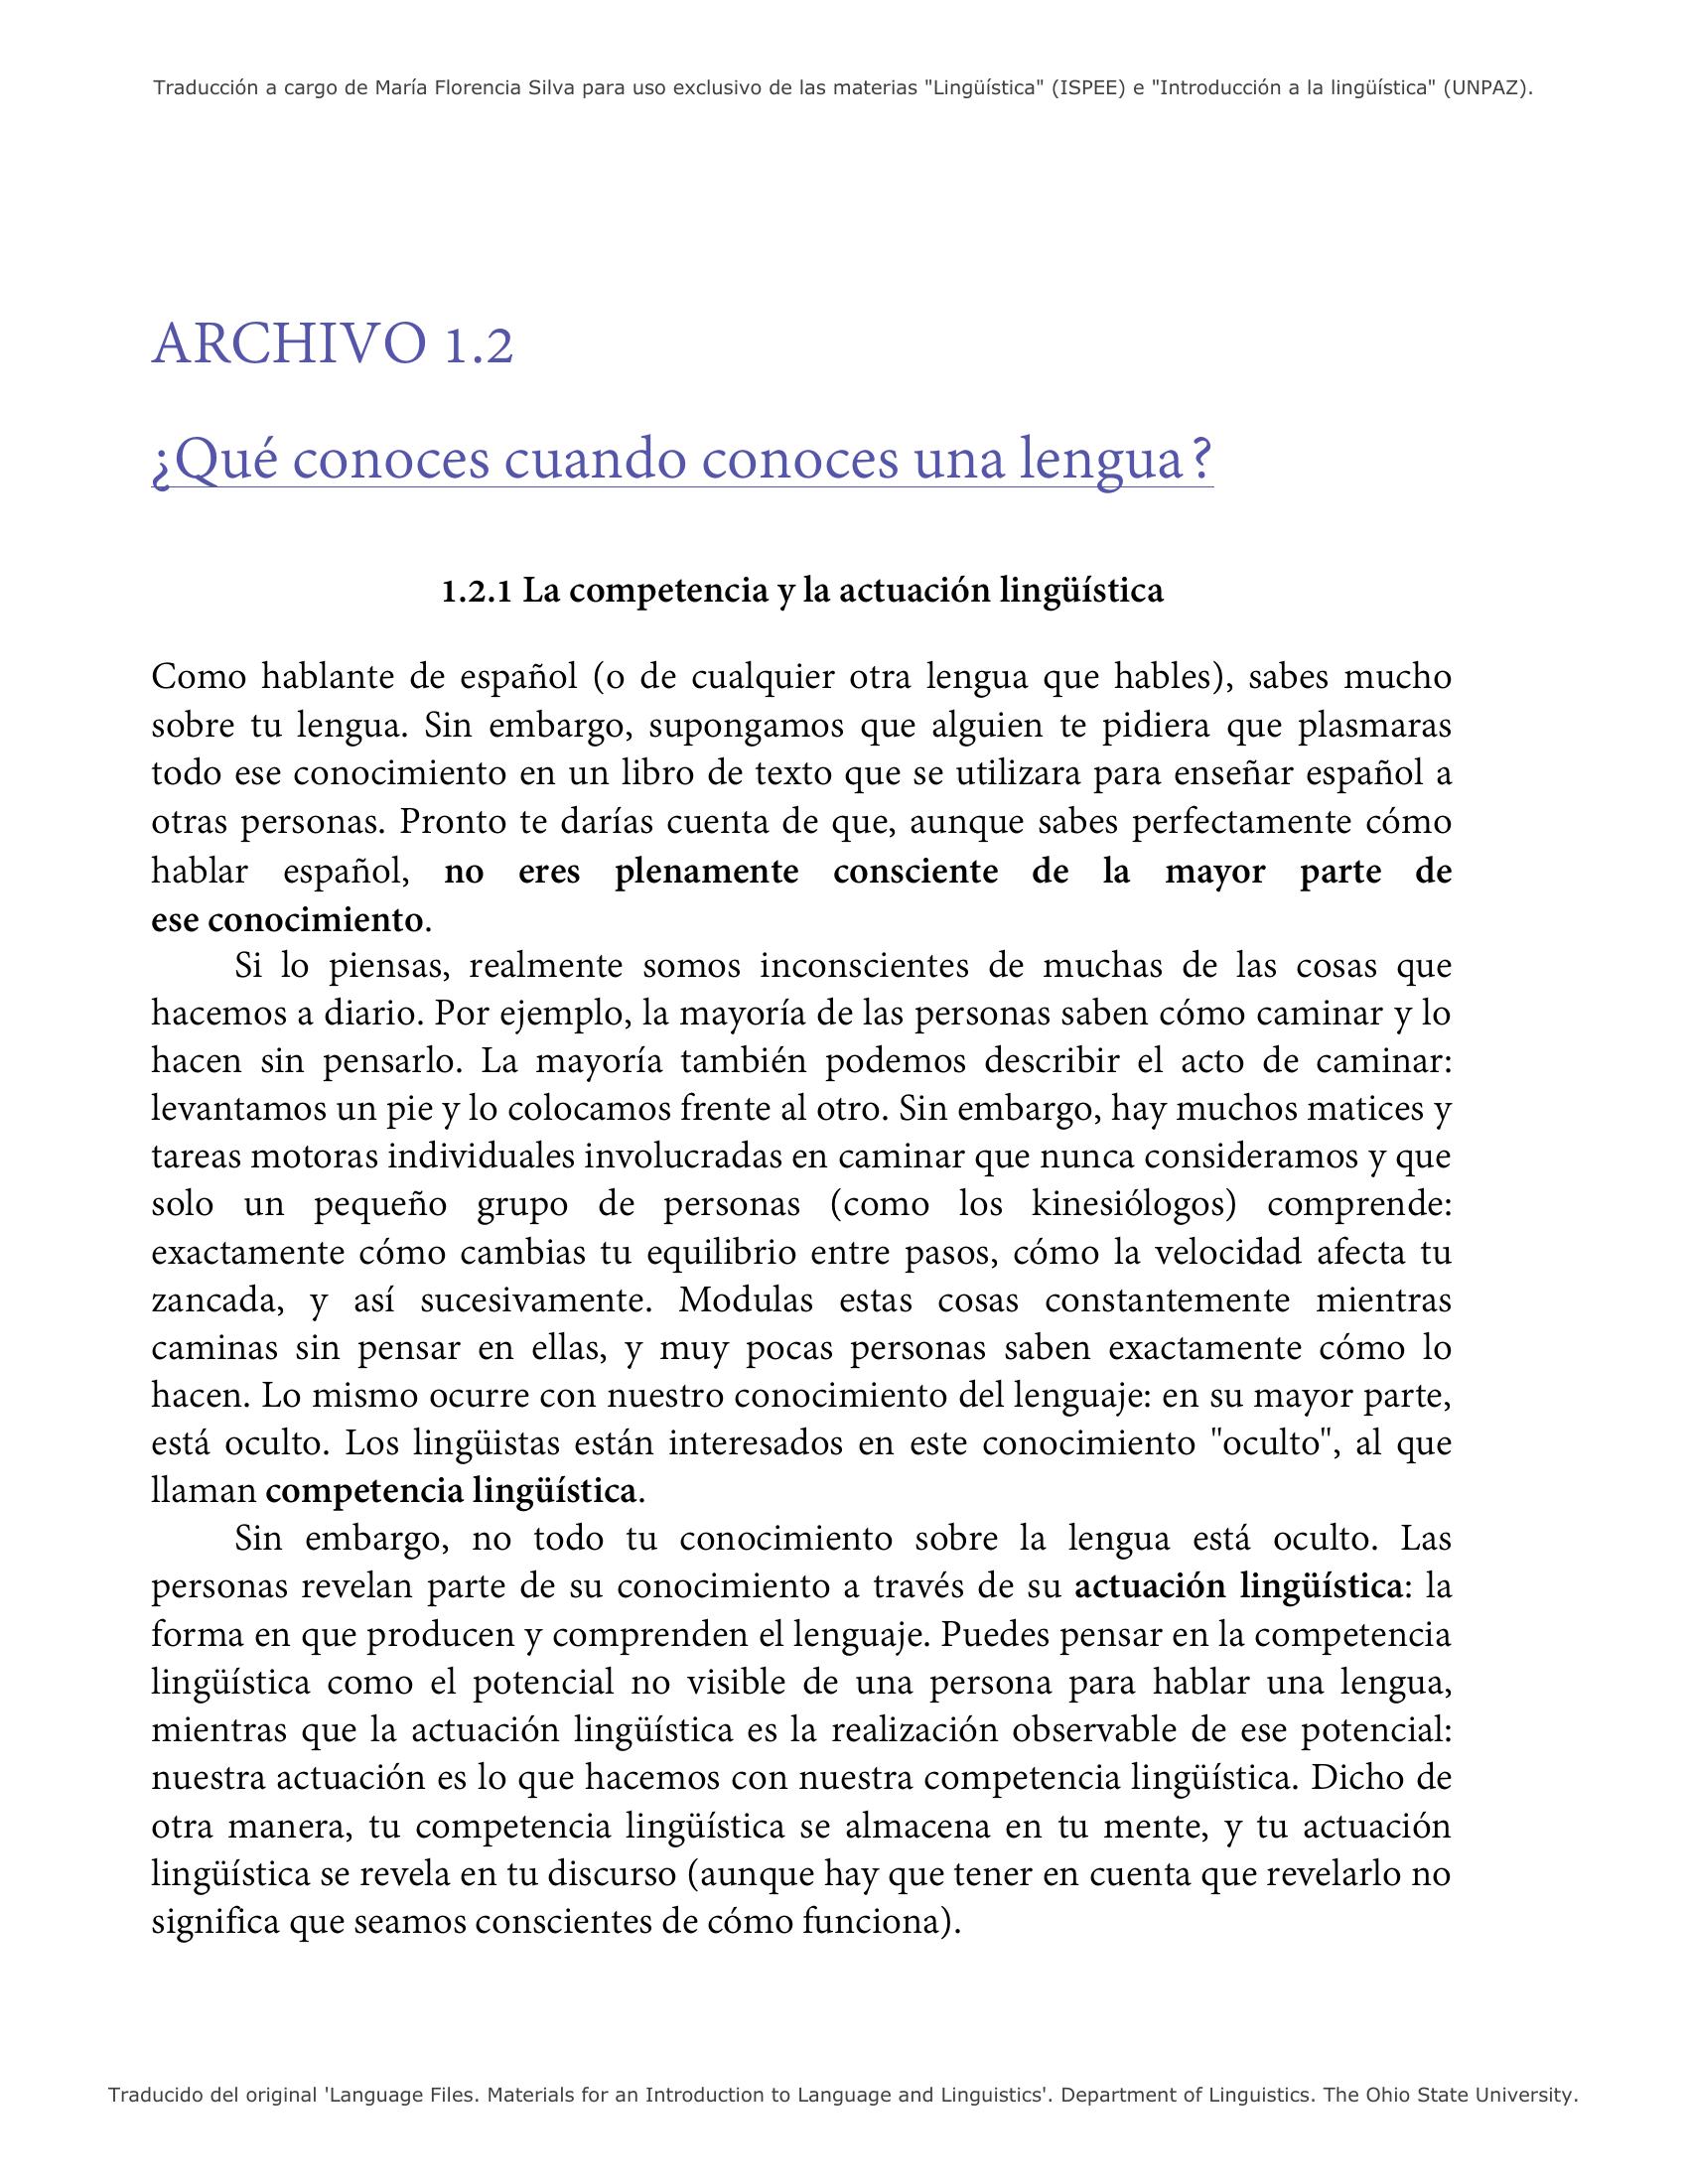 Traducción a cargo de María Florencia Silva para uso exclusivo de las materias "Lingüística" (ISPEE) e "Introducción a la lingüística" (UNPAZ).
ARCHIVO 1.2
¿Qué conoces cuando conoces una lengua?
1.2.1 La competencia y la actuación lingüística
Como hablante de español (o de cualquier otra lengua que hables), sabes mucho
sobre tu lengua. Sin embargo, supongamos que alguien te pidiera que plasmaras
todo ese conocimiento en un libro de texto que se utilizara para enseñar español a
otras personas. Pronto te darías cuenta de que, aunque sabes perfectamente cómo
hablar español, no eres plenamente consciente de la mayor parte de
ese conocimiento.
Si lo piensas, realmente somos inconscientes de muchas de las cosas que
hacemos a diario. Por ejemplo, la mayoría de las personas saben cómo caminar y lo
hacen sin pensarlo. La mayoría también podemos describir el acto de caminar:
levantamos un pie y lo colocamos frente al otro. Sin embargo, hay muchos matices y
tareas motoras individuales involucradas en caminar que nunca consideramos y que
solo un pequeño grupo de personas (como los kinesiólogos) comprende:
exactamente cómo cambias tu equilibrio entre pasos, cómo la velocidad afecta tu
zancada, y así sucesivamente. Modulas estas cosas constantemente mientras
caminas sin pensar en ellas, y muy pocas personas saben exactamente cómo lo
hacen. Lo mismo ocurre con nuestro conocimiento del lenguaje: en su mayor parte,
está oculto. Los lingüistas están interesados en este conocimiento "oculto", al que
llaman competencia lingüística.
Sin embargo, no todo tu conocimiento sobre la lengua está oculto. Las
personas revelan parte de su conocimiento a través de su actuación lingüística: la
forma en que producen y comprenden el lenguaje. Puedes pensar en la competencia
lingüística como el potencial no visible de una persona para hablar una lengua,
mientras que la actuación lingüística es la realización observable de ese potencial:
nuestra actuación es lo que hacemos con nuestra competencia lingüística. Dicho de
otra manera, tu competencia lingüística se almacena en tu mente, y tu actuación
lingüística se revela en tu discurso (aunque hay que tener en cuenta que revelarlo no
significa que seamos conscientes de cómo funciona).
Traducido del original 'Language Files. Materials for an Introduction to Language and Linguistics'. Department of Linguistics. The Ohio State University.